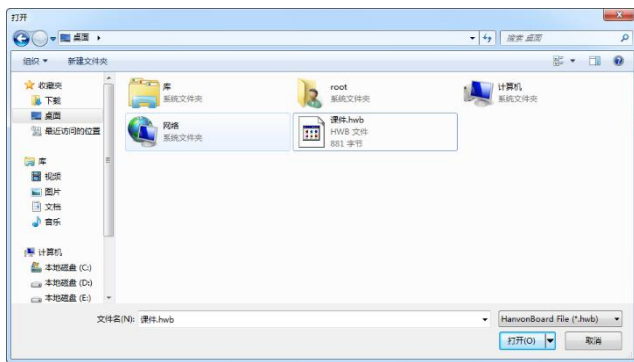 打开
桌面
搜索 桌面
组织
新建文件夹
收藏夹
下载
桌面
最近访问的位置
库
视频
图片
文档
音乐
计算机
本地磁盘 (C:)
本地磁盘 (D:)
本地磁盘 (E:)
库
系统文件夹
root
系统文件夹
计算机
系统文件夹
网络
系统文件夹
课件.hwb
HWB 文件
881 字节
文件名(N): 课件.hwb
HanvonBoard File (*.hwb)
打开(O)
取消